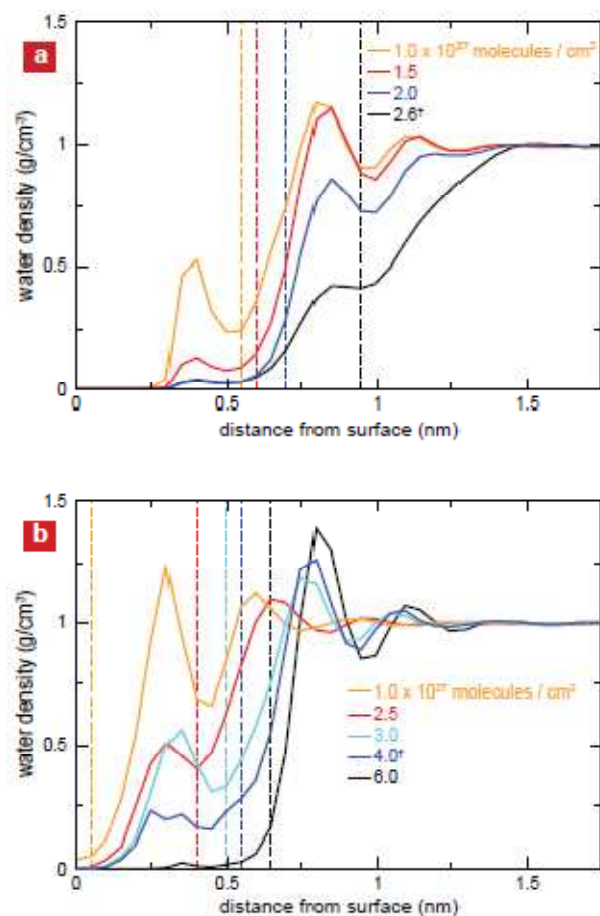 1.5
a
1.0 x 10²⁷ molecules / cm²
1.5
2.0
2.6†
1
water density (g/cm³)
0.5
0
0 0.5 1 1.5
distance from surface (nm)
1.5
b
1
water density (g/cm³)
1.0 x 10²⁷ molecules / cm²
2.5
3.0
4.0†
6.0
0.5
0
0 0.5 1 1.5
distance from surface (nm)